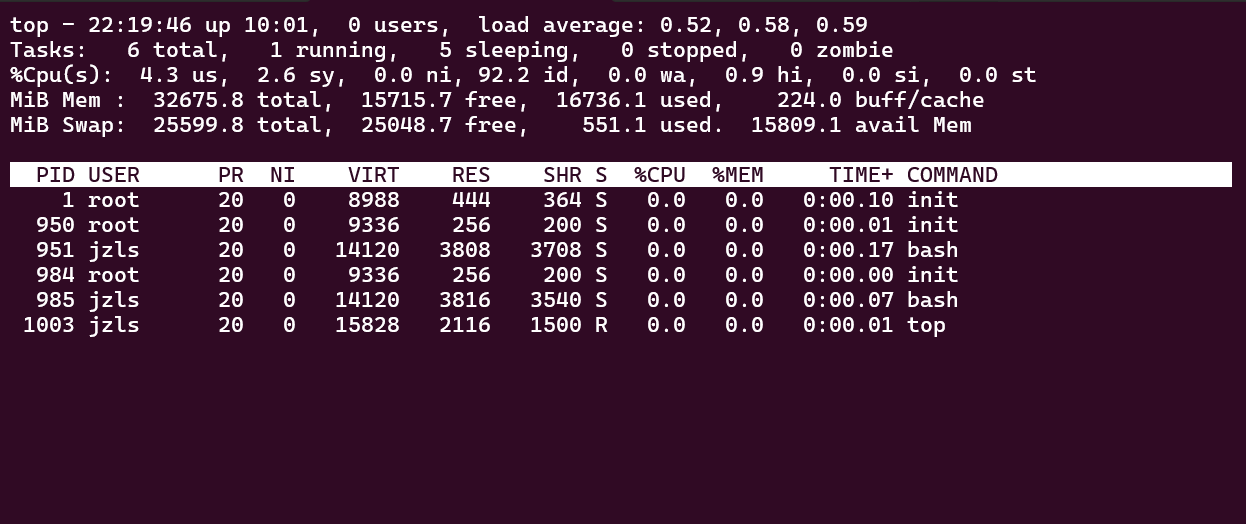 top - 22:19:46 up 10:01,  0 users,  load average: 0.52, 0.58, 0.59
Tasks:   6 total,   1 running,   5 sleeping,   0 stopped,   0 zombie
%Cpu(s):  4.3 us,  2.6 sy,  0.0 ni, 92.2 id,  0.0 wa,  0.9 hi,  0.0 si,  0.0 st
MiB Mem :  32675.8 total,  15715.7 free,  16736.1 used,    224.0 buff/cache
MiB Swap:  25599.8 total,  25048.7 free,    551.1 used.  15809.1 avail Mem
  PID USER      PR  NI    VIRT    RES    SHR S  %CPU  %MEM     TIME+ COMMAND
    1 root      20   0    8988    444    364 S   0.0   0.0   0:00.10 init
  950 root      20   0    9336    256    200 S   0.0   0.0   0:00.01 init
  951 jzls      20   0   14120   3808   3708 S   0.0   0.0   0:00.17 bash
  984 root      20   0    9336    256    200 S   0.0   0.0   0:00.00 init
  985 jzls      20   0   14120   3816   3540 S   0.0   0.0   0:00.07 bash
 1003 jzls      20   0   15828   2116   1500 R   0.0   0.0   0:00.01 top